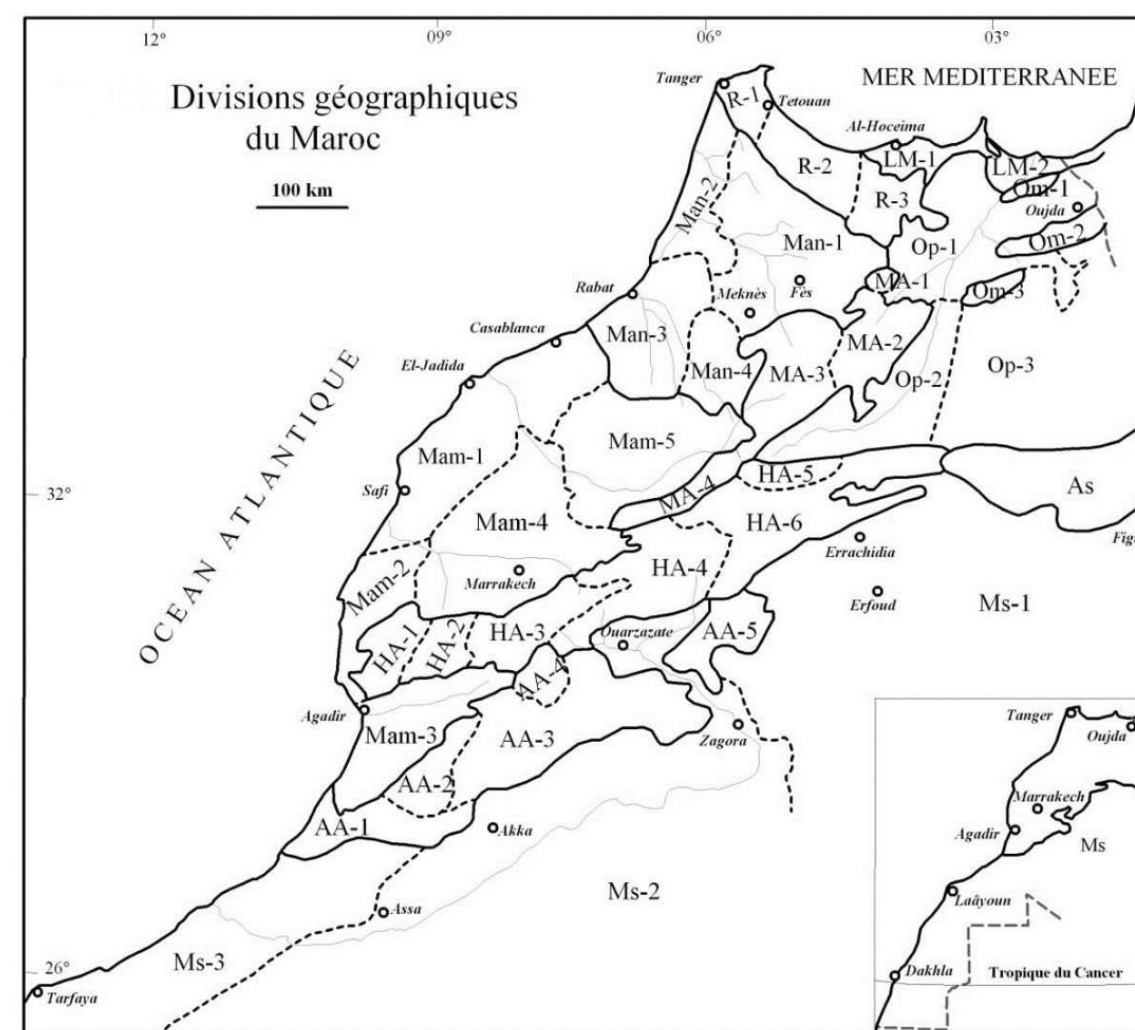 12°
09°
06°
03°
Divisions géographiques
du Maroc
100 km
MER MEDITERRANEE
OCEAN ATLANTIQUE
Tanger
R-1
Tetouan
Al-Hoceima
R-2
LM-1
LM-2
R-3
Om-1
Oujda
Man-2
Man-1
Op-1
Om-2
MA-1
Om-3
Rabat
Meknès
Fès
Casablanca
Man-3
MA-2
El-Jadida
Man-4
MA-3
Op-2
Op-3
Mam-1
Mam-5
32°
Safi
MA-4
HA-5
As
Mam-4
HA-6
Errachidia
Mam-2
Marrakech
HA-4
Erfoud
Ms-1
HA-1
HA-2
HA-3
Ouarzazate
AA-5
AA-4
Agadir
Mam-3
AA-3
Zagora
AA-2
AA-1
Akka
Assa
Ms-2
Ms-3
26°
Tarfaya
Tanger
Oujda
Marrakech
Agadir
Ms
Laâyoun
Dakhla
Tropique du Cancer